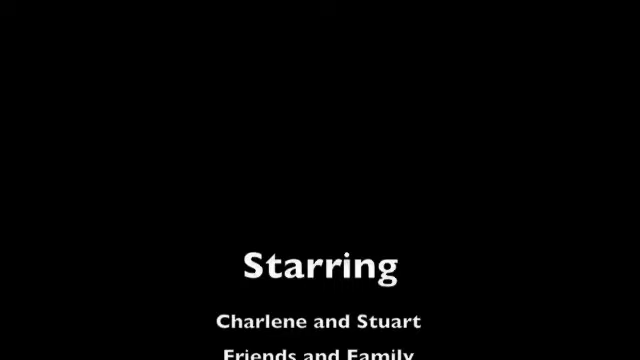 Starring
Charlene and Stuart
Friends and Family